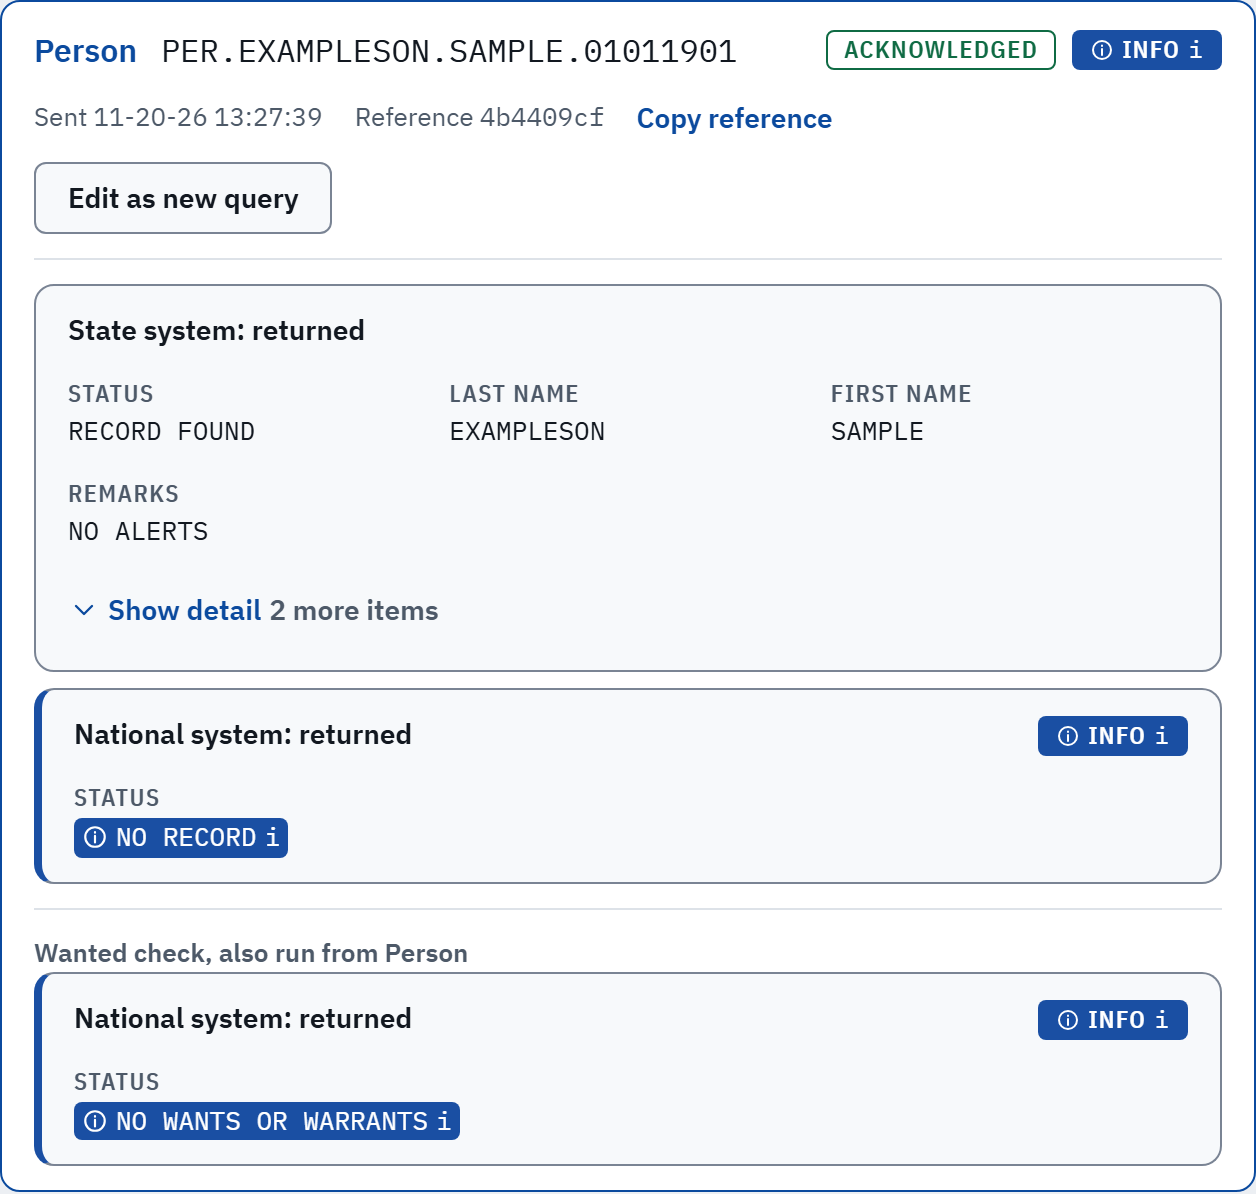 Person PER.EXAMPLESON.SAMPLE.01011901 ACKNOWLEDGED INFO i
Sent 11-20-26 13:27:39 Reference 4b4409cf Copy reference
Edit as new query
State system: returned
STATUS LAST NAME FIRST NAME
RECORD FOUND EXAMPLESON SAMPLE
REMARKS
NO ALERTS
Show detail 2 more items
National system: returned INFO i
STATUS
NO RECORD i
Wanted check, also run from Person
National system: returned INFO i
STATUS
NO WANTS OR WARRANTS i